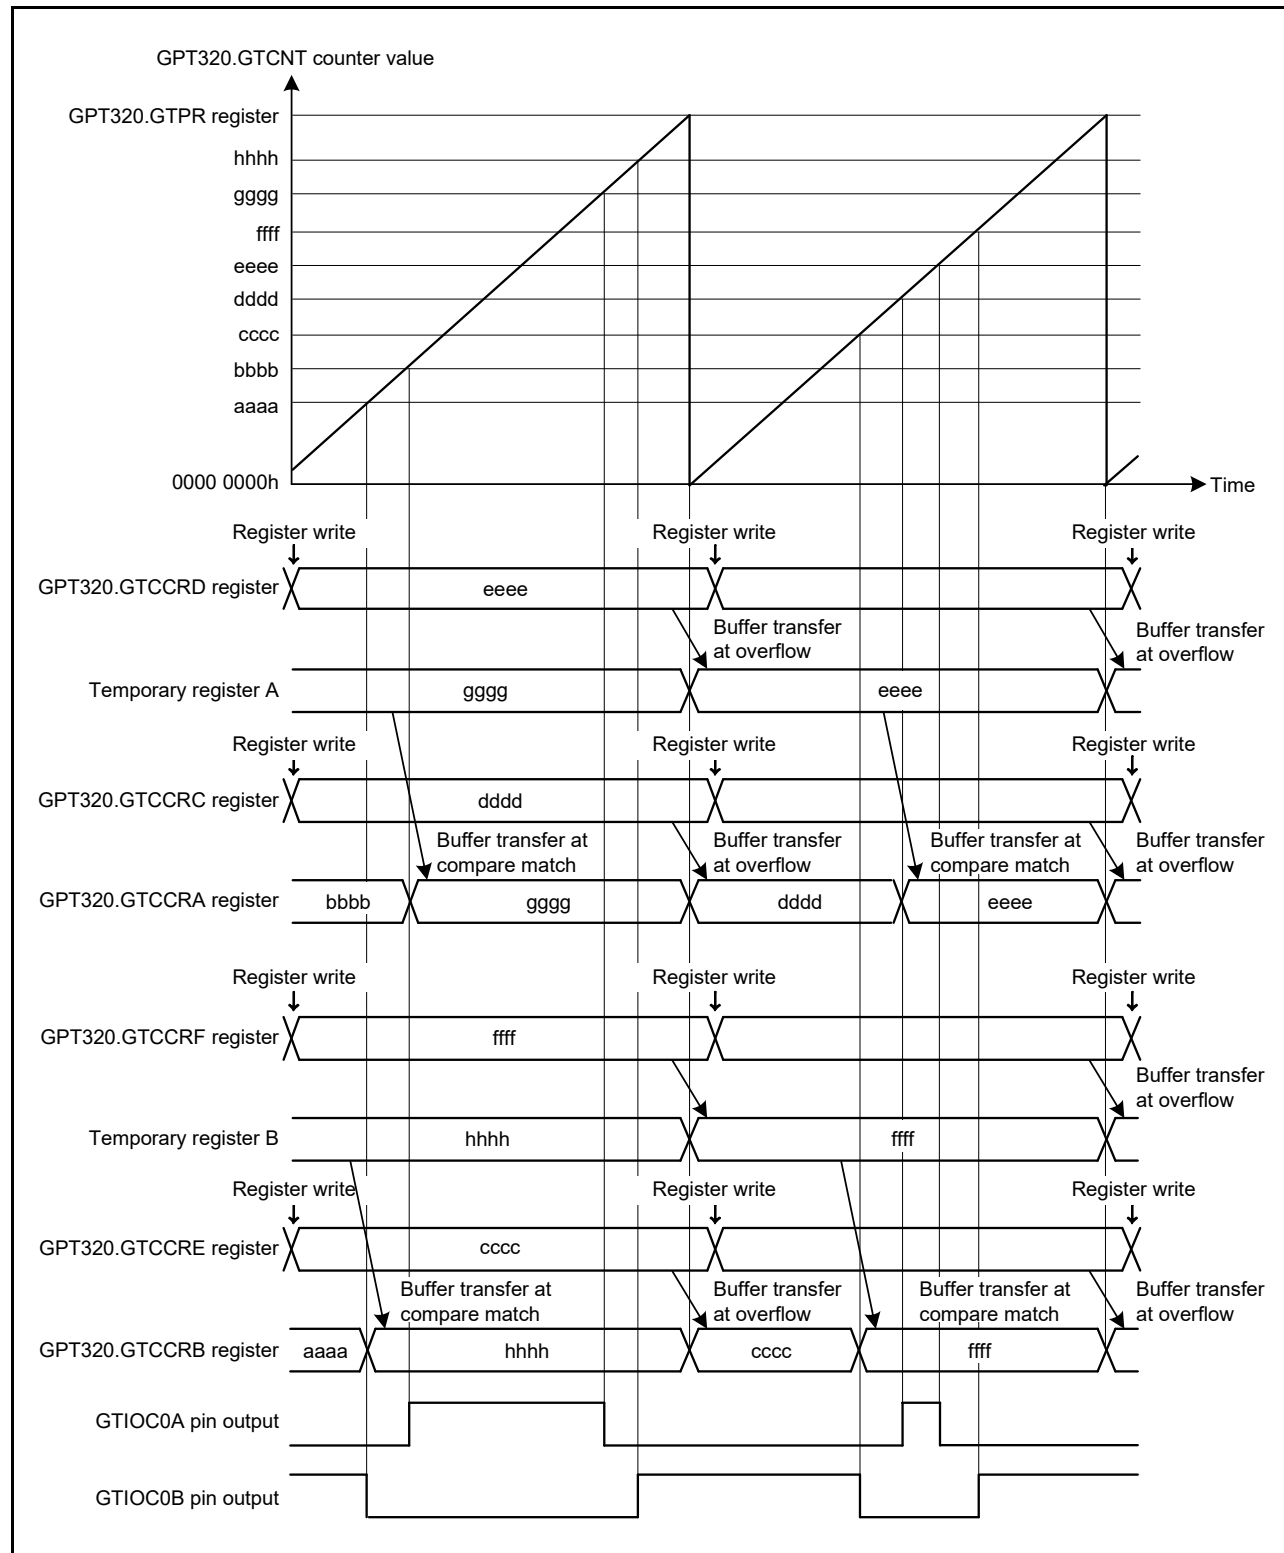 GPT320.GTCNT counter value
GPT320.GTPR register
hhhh
gggg
ffff
eeee
dddd
cccc
bbbb
aaaa
0000 0000h
Time
Register write Register write Register write
GPT320.GTCCRD register eeee
Buffer transfer
at overflow
Buffer transfer
at overflow
Temporary register A gggg eeee
Register write Register write Register write
GPT320.GTCCRC register dddd
Buffer transfer at
compare match
Buffer transfer
at overflow
Buffer transfer at
compare match
Buffer transfer
at overflow
GPT320.GTCCRA register bbbb gggg dddd eeee
Register write Register write Register write
GPT320.GTCCRF register ffff
Buffer transfer
at overflow
Temporary register B hhhh ffff
Register write Register write Register write
GPT320.GTCCRE register cccc
Buffer transfer at
compare match
Buffer transfer
at overflow
Buffer transfer at
compare match
Buffer transfer
at overflow
GPT320.GTCCRB register aaaa hhhh cccc ffff
GTIOC0A pin output
GTIOC0B pin output